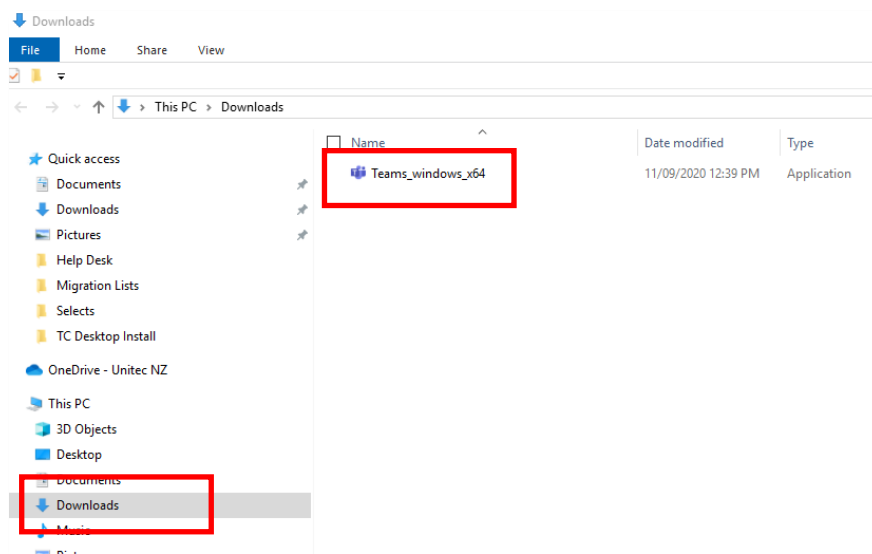 Downloads
File Home Share View
This PC > Downloads
Name Date modified Type
Teams_windows_x64 11/09/2020 12:39 PM Application
Quick access
Documents
Downloads
Pictures
Help Desk
Migration Lists
Selects
TC Desktop Install
OneDrive - Unitec NZ
This PC
3D Objects
Desktop
Documents
Downloads
Music